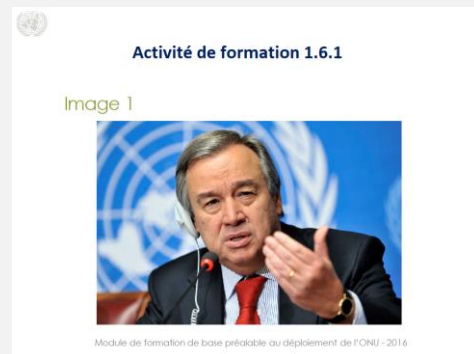 Activité de formation 1.6.1
Image 1
Module de formation de base préalable au déploiement de l'ONU - 2016